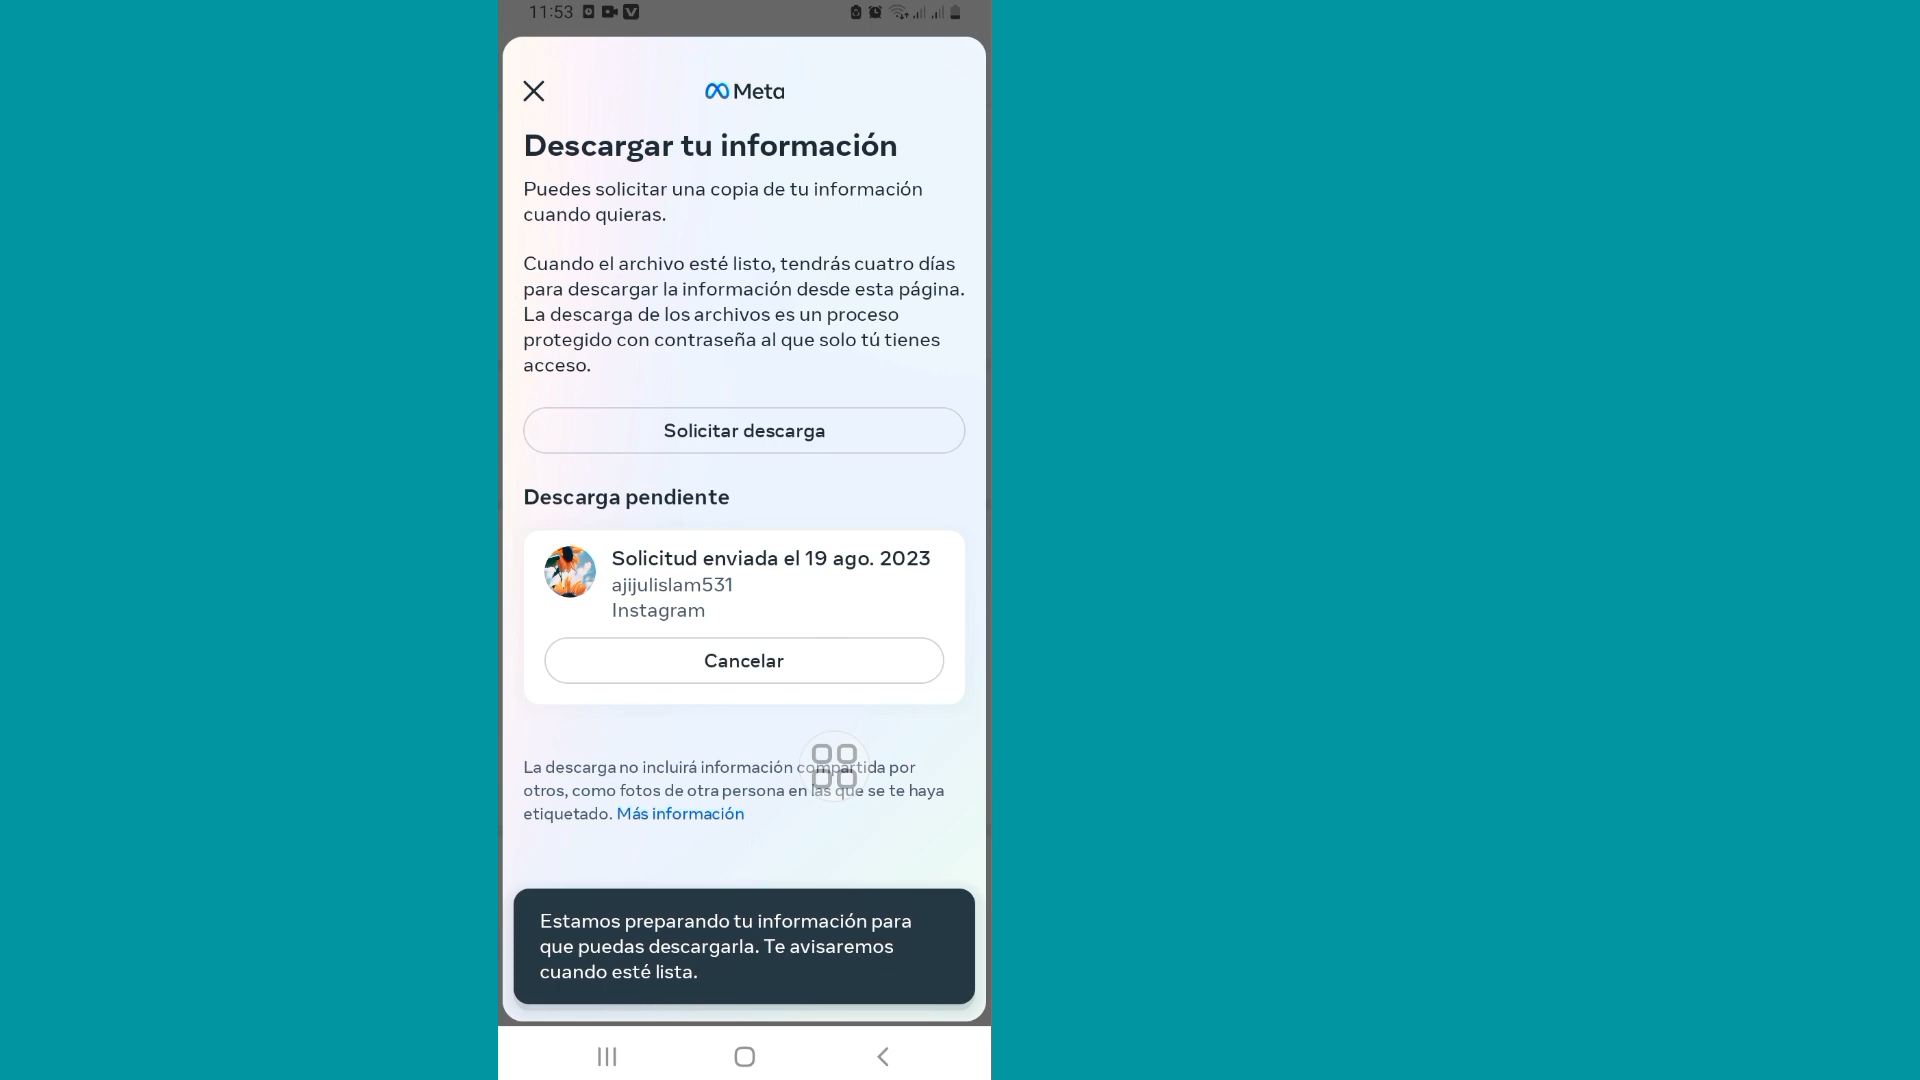 11:53
Meta
Descargar tu información
Puedes solicitar una copia de tu información
cuando quieras.
Cuando el archivo esté listo, tendrás cuatro días
para descargar la información desde esta página.
La descarga de los archivos es un proceso
protegido con contraseña al que solo tú tienes
acceso.
Solicitar descarga
Descarga pendiente
Solicitud enviada el 19 ago. 2023
ajijulislam531
Instagram
Cancelar
La descarga no incluirá información compartida por
otros, como fotos de otra persona en las que se te haya
etiquetado. Más información
Estamos preparando tu información para
que puedas descargarla. Te avisaremos
cuando esté lista.